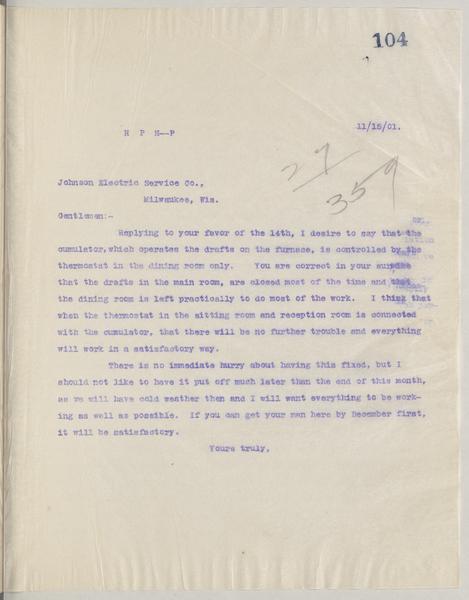 104
H P N--P
11/15/01.
27
359
Johnson Electric Service Co.,
Milwaukee, Wis.
Gentlemen:-
Replying to your favor of the 14th, I desire to say that the
cumulator, which operates the drafts on the furnace, is controlled by the
thermostat in the dining room only. You are correct in your
that the drafts in the main room, are closed most of the time and that
the dining room is left practically to do most of the work. I think that
when the thermostat in the sitting room and reception room is connected
with the cumulator, that there will be no further trouble and everything
will work in a satisfactory way.
There is no immediate hurry about having this fixed, but I
should not like to have it put off much later than the end of this month,
as we will have cold weather then and I will want everything to be work-
ing as well as possible. If you can get your man here by December first,
it will be satisfactory.
Yours truly,